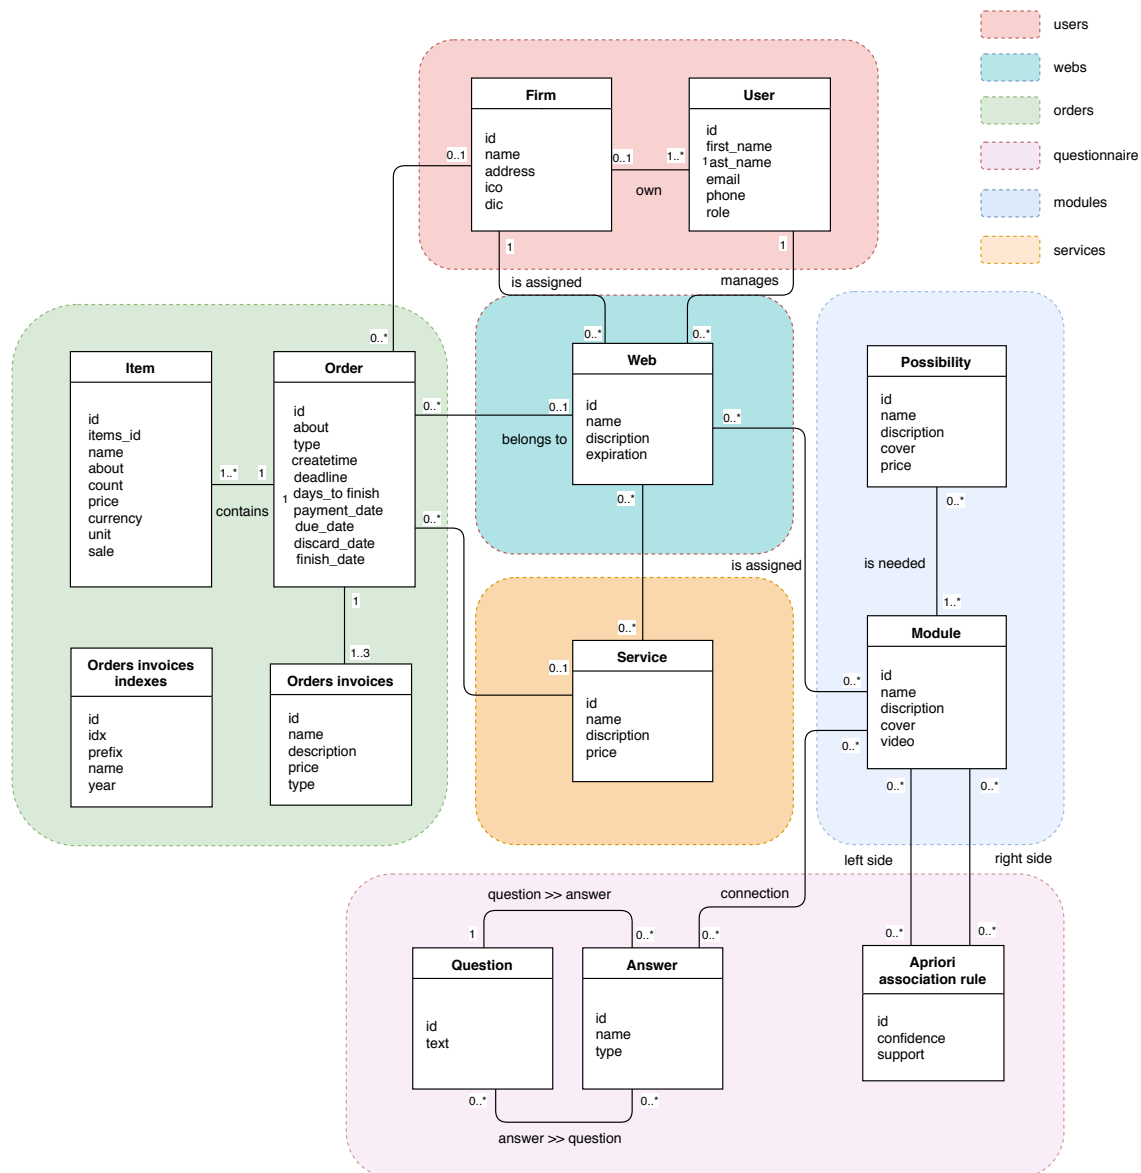 users
webs
orders
questionnaire
modules
services
Firm
id
name
address
ico
dic
User
id
first_name
1ast_name
email
phone
role
0..1
0..1
1..*
own
1
1
is assigned
manages
0..*
0..*
0..*
Item
id
items_id
name
about
count
price
currency
unit
sale
Order
id
about
type
createtime
deadline
1 days_to finish
payment_date
due_date
discard_date
finish_date
1..*
1
contains
0..*
0..1
belongs to
0..*
Web
id
name
discription
expiration
0..*
0..*
Possibility
id
name
discription
cover
price
0..*
is needed
1..*
is assigned
1
1..3
Orders invoices
indexes
id
idx
prefix
name
year
Orders invoices
id
name
description
price
type
0..*
0..1
Service
id
name
discription
price
Module
id
name
discription
cover
video
0..*
0..*
0..*
0..*
left side
right side
question >> answer
connection
1
0..*
0..*
0..*
0..*
Question
id
text
Answer
id
name
type
Apriori
association rule
id
confidence
support
0..*
0..*
answer >> question